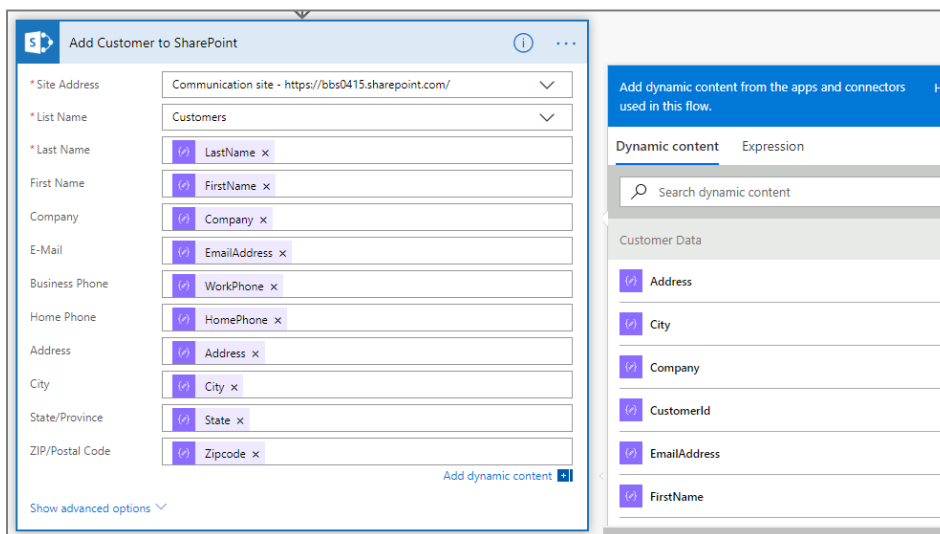 Add Customer to SharePoint
* Site Address
Communication site - https://bbs0415.sharepoint.com/
* List Name
Customers
* Last Name
LastName ×
First Name
FirstName ×
Company
Company ×
E-Mail
EmailAddress ×
Business Phone
WorkPhone ×
Home Phone
HomePhone ×
Address
Address ×
City
City ×
State/Province
State ×
ZIP/Postal Code
Zipcode ×
Add dynamic content
Show advanced options
Add dynamic content from the apps and connectors
used in this flow.
Dynamic content Expression
Search dynamic content
Customer Data
Address
City
Company
CustomerId
EmailAddress
FirstName